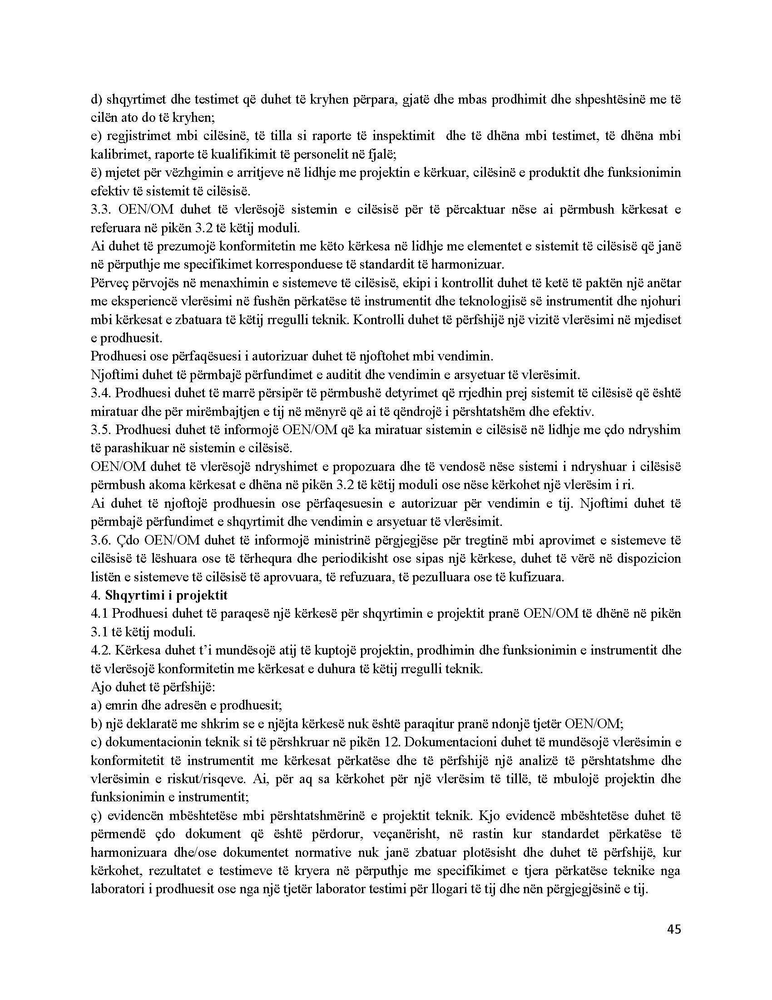 d) shqyrtimet dhe testimet që duhet të kryhen përpara, gjatë dhe mbas prodhimit dhe shpeshtësinë me të
cilën ato do të kryhen;
e) regjistrimet mbi cilësinë, të tilla si raporte të inspektimit dhe të dhëna mbi testimet, të dhëna mbi
kalibrimet, raporte të kualifikimit të personelit në fjalë;
ë) mjetet për vëzhgimin e arritjeve në lidhje me projektin e kërkuar, cilësinë e produktit dhe funksionimin
efektiv të sistemit të cilësisë.
3.3. OEN/OM duhet të vlerësojë sistemin e cilësisë për të përcaktuar nëse ai përmbush kërkesat e
referuara në pikën 3.2 të këtij moduli.
Ai duhet të prezumojë konformitetin me këto kërkesa në lidhje me elementet e sistemit të cilësisë që janë
në përputhje me specifikimet korresponduese të standardit të harmonizuar.
Përveç përvojës në menaxhimin e sistemeve të cilësisë, ekipi i kontrollit duhet të ketë të paktën një anëtar
me eksperiencë vlerësimi në fushën përkatëse të instrumentit dhe teknologjisë së instrumentit dhe njohuri
mbi kërkesat e zbatuara të këtij rregulli teknik. Kontrolli duhet të përfshijë një vizitë vlerësimi në mjediset
e prodhuesit.
Prodhuesi ose përfaqësuesi i autorizuar duhet të njoftohet mbi vendimin.
Njoftimi duhet të përmbajë përfundimet e auditit dhe vendimin e arsyetuar të vlerësimit.
3.4. Prodhuesi duhet të marrë përsipër të përmbushë detyrimet që rrjedhin prej sistemit të cilësisë që është
miratuar dhe për mirëmbajtjen e tij në mënyrë që ai të qëndrojë i përshtatshëm dhe efektiv.
3.5. Prodhuesi duhet të informojë OEN/OM që ka miratuar sistemin e cilësisë në lidhje me çdo ndryshim
të parashikuar në sistemin e cilësisë.
OEN/OM duhet të vlerësojë ndryshimet e propozuara dhe të vendosë nëse sistemi i ndryshuar i cilësisë
përmbush akoma kërkesat e dhëna në pikën 3.2 të këtij moduli ose nëse kërkohet një vlerësim i ri.
Ai duhet të njoftojë prodhuesin ose përfaqesuesin e autorizuar për vendimin e tij. Njoftimi duhet të
përmbajë përfundimet e shqyrtimit dhe vendimin e arsyetuar të vlerësimit.
3.6. Çdo OEN/OM duhet të informojë ministrinë përgjegjëse për tregtinë mbi aprovimet e sistemeve të
cilësisë të lëshuara ose të tërhequra dhe periodikisht ose sipas një kërkese, duhet të vërë në dispozicion
listën e sistemeve të cilësisë të aprovuara, të refuzuara, të pezulluara ose të kufizuara.
4. Shqyrtimi i projektit
4.1 Prodhuesi duhet të paraqesë një kërkesë për shqyrtimin e projektit pranë OEN/OM të dhënë në pikën
3.1 të këtij moduli.
4.2. Kërkesa duhet t’i mundësojë atij të kuptojë projektin, prodhimin dhe funksionimin e instrumentit dhe
të vlerësojë konformitetin me kërkesat e duhura të këtij rregulli teknik.
Ajo duhet të përfshijë:
a) emrin dhe adresën e prodhuesit;
b) një deklaratë me shkrim se e njëjta kërkesë nuk është paraqitur pranë ndonjë tjetër OEN/OM;
c) dokumentacionin teknik si të përshkruar në pikën 12. Dokumentacioni duhet të mundësojë vlerësimin e
konformitetit të instrumentit me kërkesat përkatëse dhe të përfshijë një analizë të përshtatshme dhe
vlerësimin e riskut/risqeve. Ai, për aq sa kërkohet për një vlerësim të tillë, të mbulojë projektin dhe
funksionimin e instrumentit;
ç) evidencën mbështetëse mbi përshtatshmërinë e projektit teknik. Kjo evidencë mbështetëse duhet të
përmendë çdo dokument që është përdorur, veçanërisht, në rastin kur standardet përkatëse të
harmonizuara dhe/ose dokumentet normative nuk janë zbatuar plotësisht dhe duhet të përfshijë, kur
kërkohet, rezultatet e testimeve të kryera në përputhje me specifikimet e tjera përkatëse teknike nga
laboratori i prodhuesit ose nga një tjetër laborator testimi për llogari të tij dhe nën përgjegjësinë e tij.
45